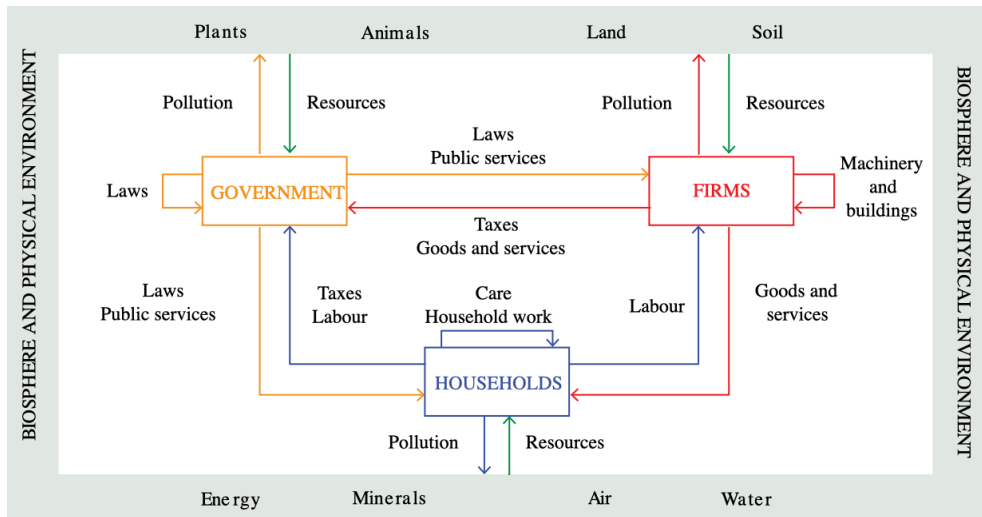 Plants
Animals
Land
Soil
BIOSPHERE AND PHYSICAL ENVIRONMENT
BIOSPHERE AND PHYSICAL ENVIRONMENT
Pollution
Resources
Pollution
Resources
Laws
Public services
Laws
GOVERNMENT
FIRMS
Machinery
and
buildings
Taxes
Goods and services
Laws
Public services
Taxes
Labour
Care
Household work
Labour
Goods and
services
HOUSEHOLDS
Pollution
Resources
Energy
Minerals
Air
Water